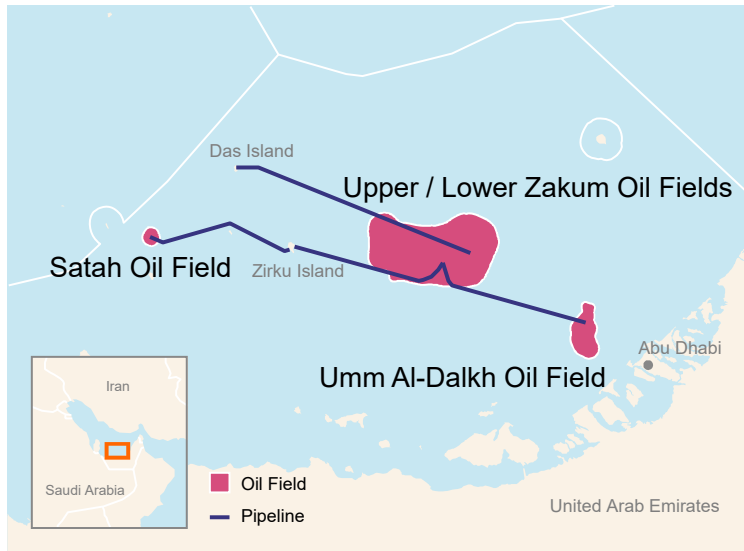 Das Island
Upper / Lower Zakum Oil Fields
Satah Oil Field
Zirku Island
Abu Dhabi
Umm Al-Dalkh Oil Field
Iran
Saudi Arabia
Oil Field
Pipeline
United Arab Emirates